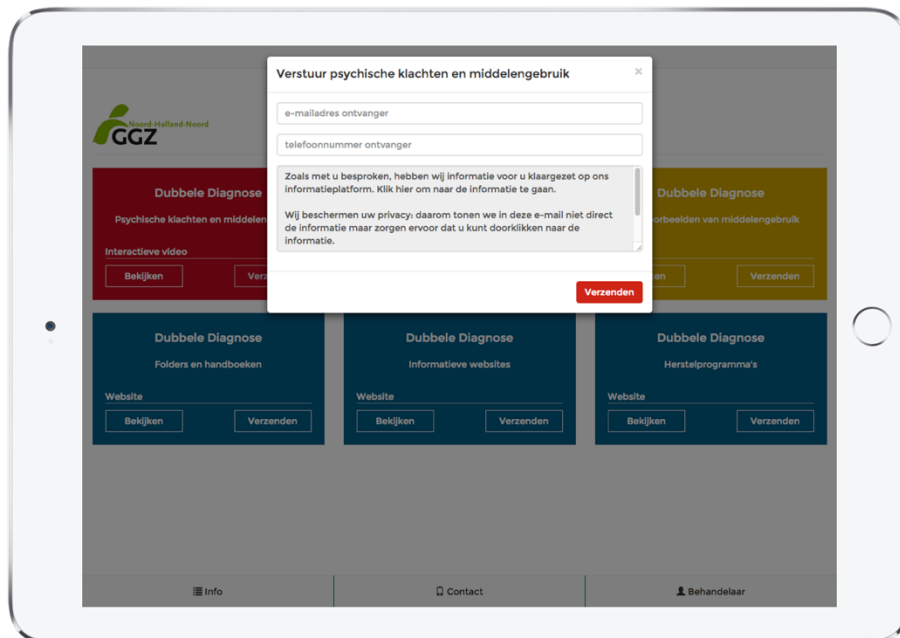 Verstuur psychische klachten en middelengebruik
×
e-mailadres ontvanger
telefoonnummer ontvanger
Zoals met u besproken, hebben wij informatie voor u klaargezet op ons
informatieplatform. Klik hier om naar de informatie te gaan.
Wij beschermen uw privacy: daarom tonen we in deze e-mail niet direct
de informatie maar zorgen ervoor dat u kunt doorklikken naar de
informatie.
Verzenden
Noord-Holland-Noord
GGZ
Dubbele Diagnose
Psychische klachten en
Interactieve video
Bekijken
Dubbele Diagnose
van middelengebruik
Verzenden
Dubbele Diagnose
Folders en handboeken
Website
Bekijken Verzenden
Dubbele Diagnose
Informatieve websites
Website
Bekijken Verzenden
Dubbele Diagnose
Herstelprogramma's
Website
Bekijken Verzenden
Info
Contact
Behandelaar